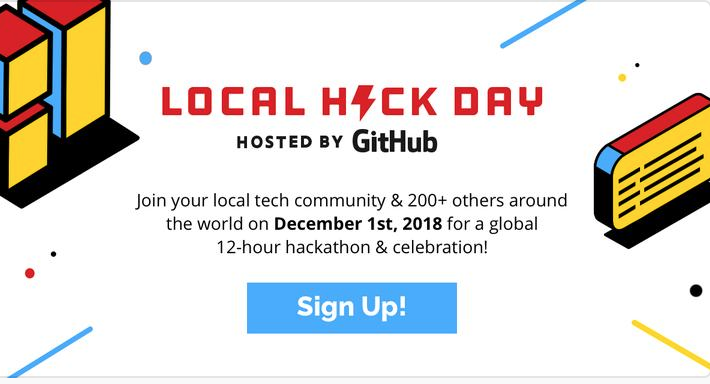 LOCAL HACK DAY
HOSTED BY GitHub
Join your local tech community & 200+ others around
the world on December 1st, 2018 for a global
12-hour hackathon & celebration!
Sign Up!